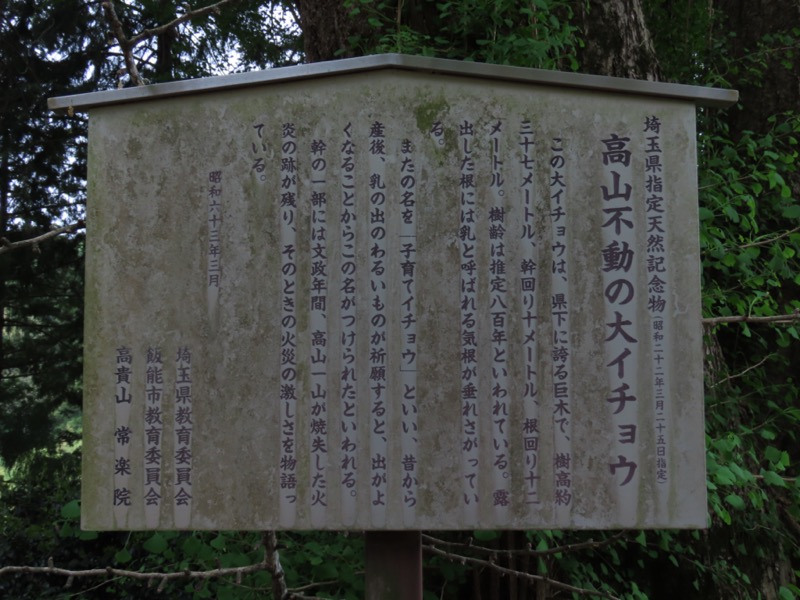 埼玉県指定天然記念物(昭和二十二年三月二十五日指定)
高山不動の大イチョウ
この大イチョウは、県下に誇る巨木で、樹高約
三十七メートル、幹回り十メートル、根回り十二
メートル。樹齢は推定八百年といわれている。露
出した根には乳と呼ばれる気根が垂れさがってい
る。
またの名を「子育てイチョウ」といい、昔から
産後、乳の出のわるいものが祈願すると、出がよ
くなることからこの名がつけられたといわれる。
幹の一部には文政年間、高山一山が焼失した火
炎の跡が残り、そのときの火災の激しさを物語っ
ている。
昭和六十三年三月
埼玉県教育委員会
飯能市教育委員会
高貴山 常楽院